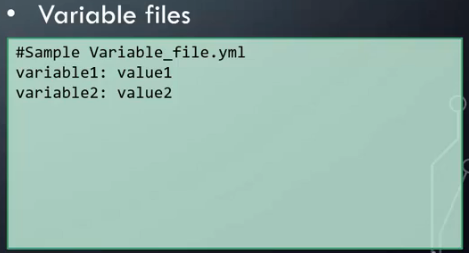 • Variable files
#Sample Variable_file.yml
variable1: value1
variable2: value2